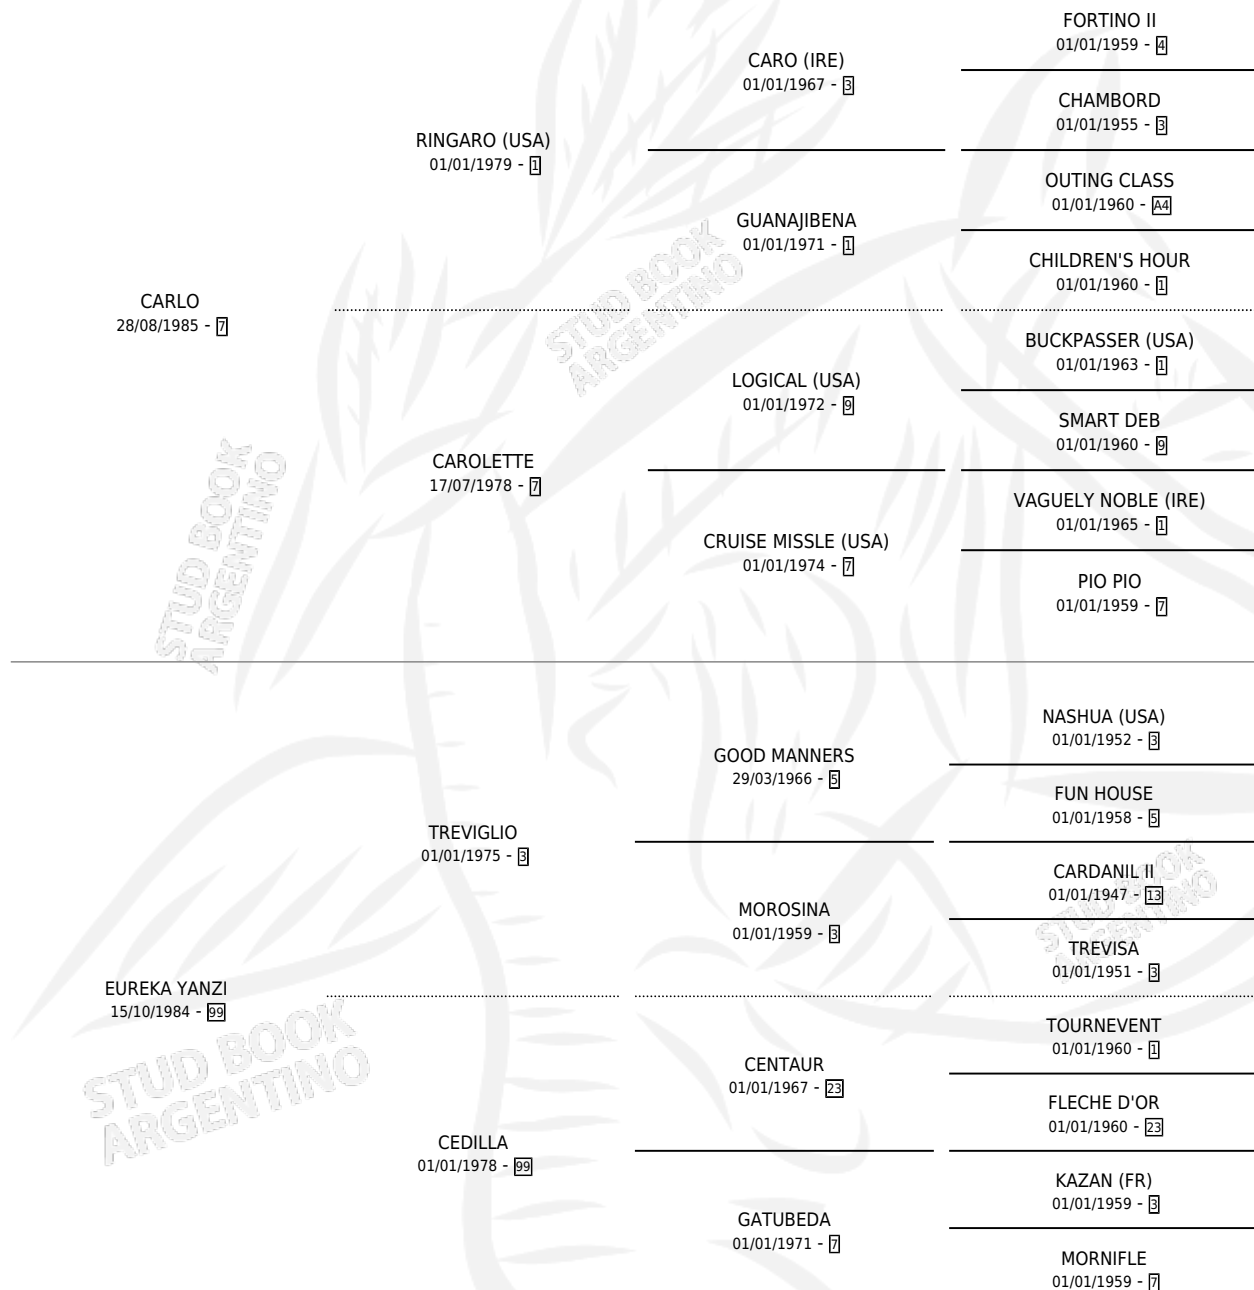 FORTINO II
01/01/1959 - 4
CARO (IRE)
01/01/1967 - 3
CHAMBORD
01/01/1955 - 3
RINGARO (USA)
01/01/1979 - 1
OUTING CLASS
01/01/1960 - A4
GUANAJIBENA
01/01/1971 - 1
CHILDREN'S HOUR
01/01/1960 - 1
CARLO
28/08/1985 - 7
BUCKPASSER (USA)
01/01/1963 - 1
LOGICAL (USA)
01/01/1972 - 9
SMART DEB
01/01/1960 - 9
CAROLETTE
17/07/1978 - 7
VAGUELY NOBLE (IRE)
01/01/1965 - 1
CRUISE MISSLE (USA)
01/01/1974 - 7
PIO PIO
01/01/1959 - 7
NASHUA (USA)
01/01/1952 - 3
GOOD MANNERS
29/03/1966 - 5
FUN HOUSE
01/01/1958 - 5
TREVIGLIO
01/01/1975 - 3
CARDANIL II
01/01/1947 - 13
MOROSINA
01/01/1959 - 3
TREVISA
01/01/1951 - 3
EUREKA YANZI
15/10/1984 - 99
TOURNEVENT
01/01/1960 - 1
CENTAUR
01/01/1967 - 23
FLECHE D'OR
01/01/1960 - 23
CEDILLA
01/01/1978 - 99
KAZAN (FR)
01/01/1959 - 3
GATUBEDA
01/01/1971 - 7
MORNIFLE
01/01/1959 - 7
STUD BOOK
ARGENTINO
STUD BOOK
ARGENTINO
STUD BOOK
ARGENTINO
STUD BOOK
ARGENTINO